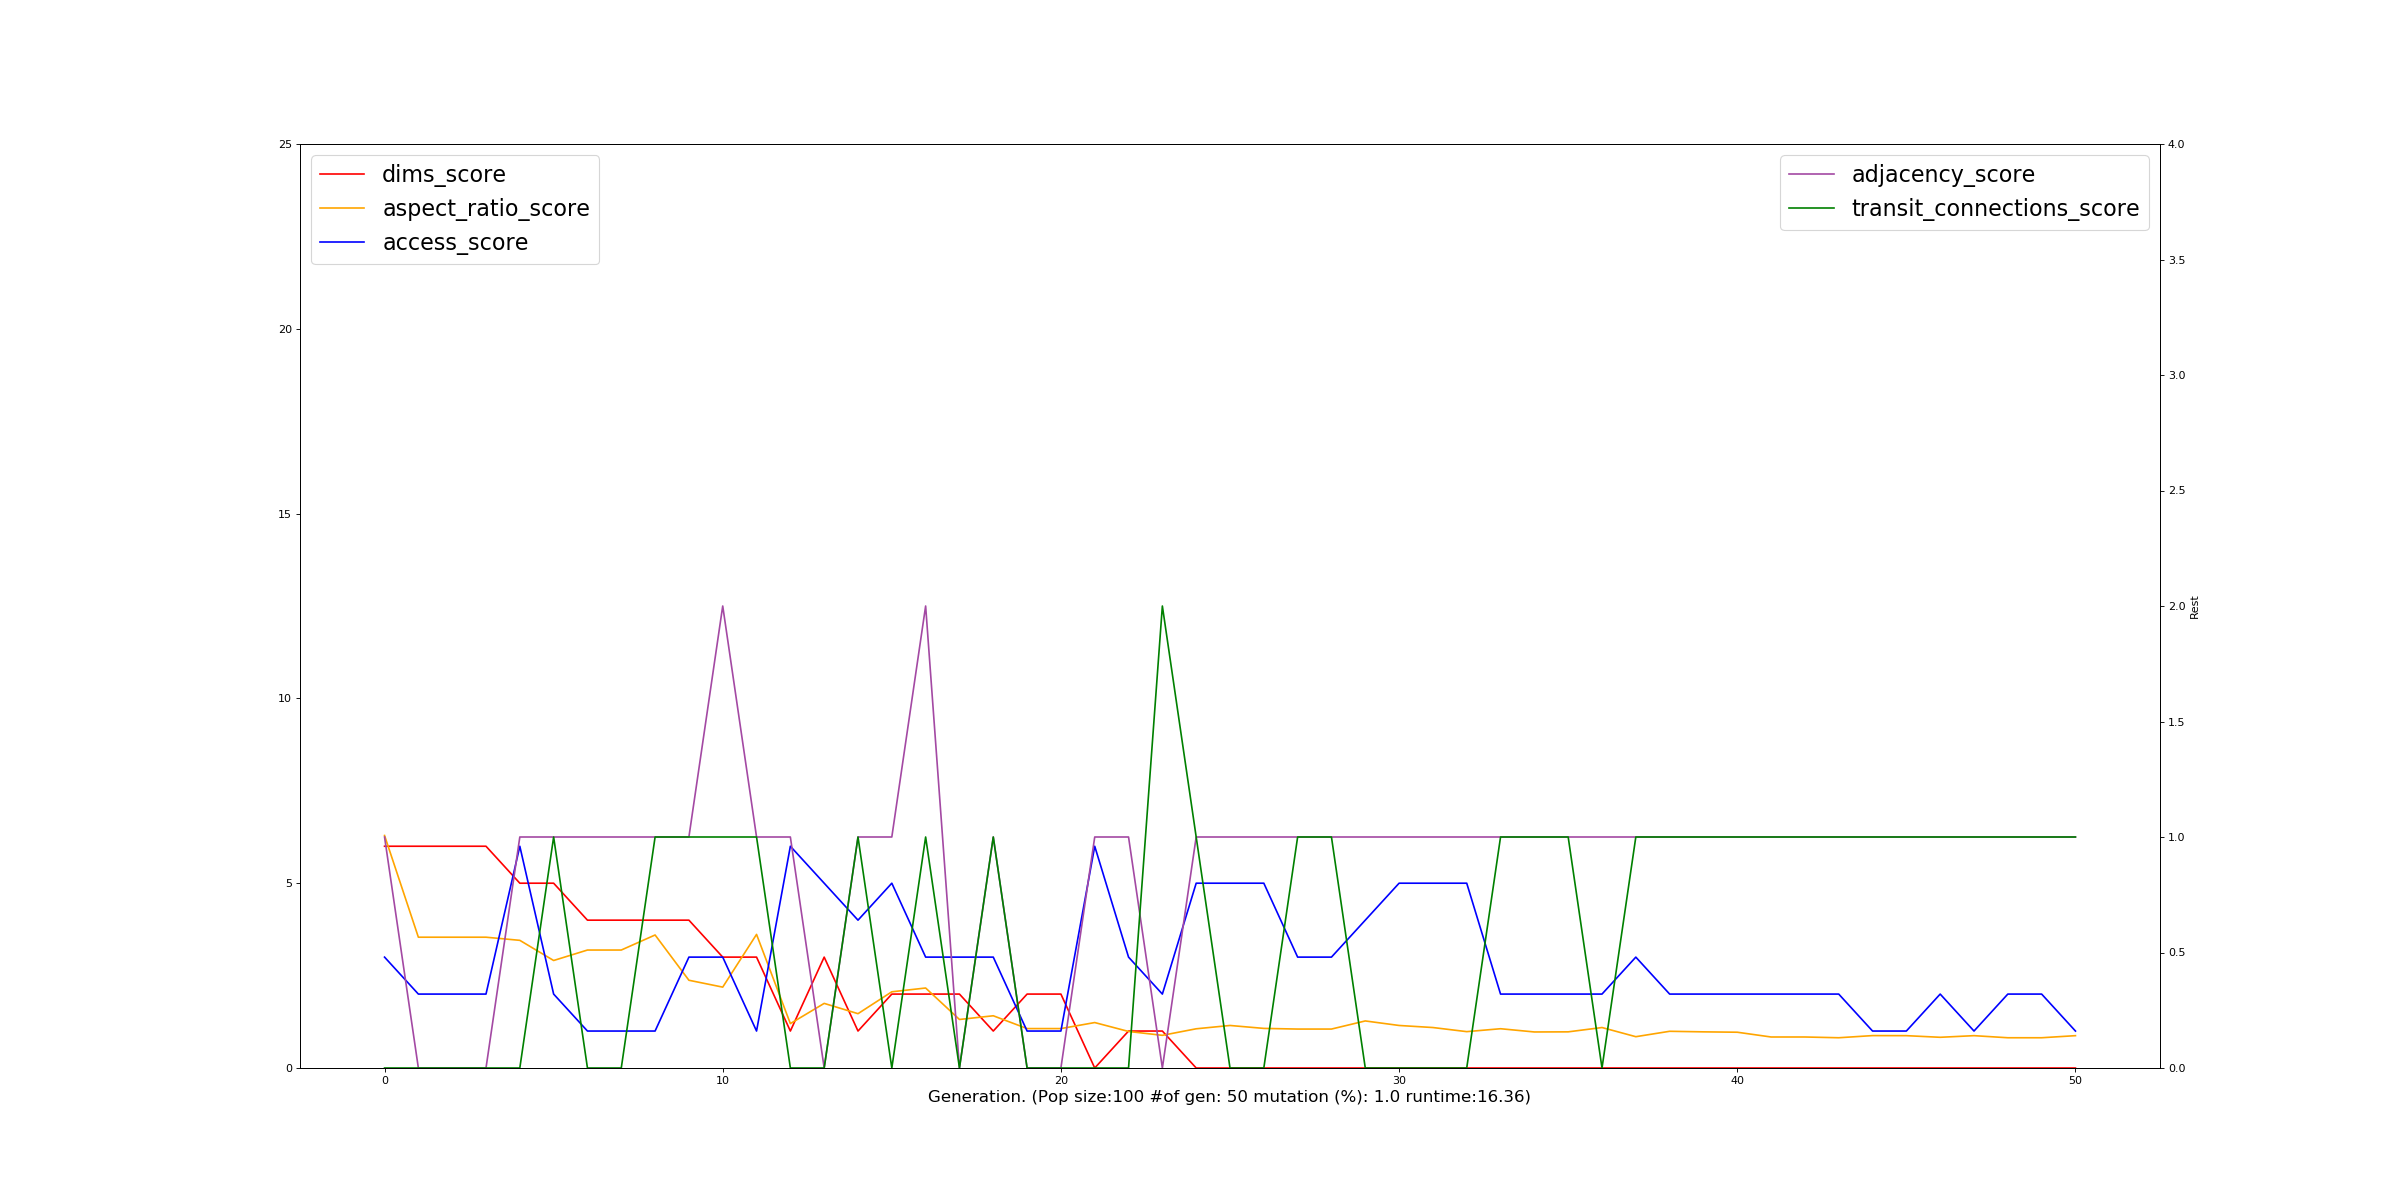 25
20
15
10
5
0
dims_score
aspect_ratio_score
access_score
adjacency_score
transit_connections_score
4.0
3.5
3.0
2.5
2.0
1.5
1.0
0.5
0.0
Rest
0 10 20 30 40 50
Generation. (Pop size:100 #of gen: 50 mutation (%): 1.0 runtime:16.36)